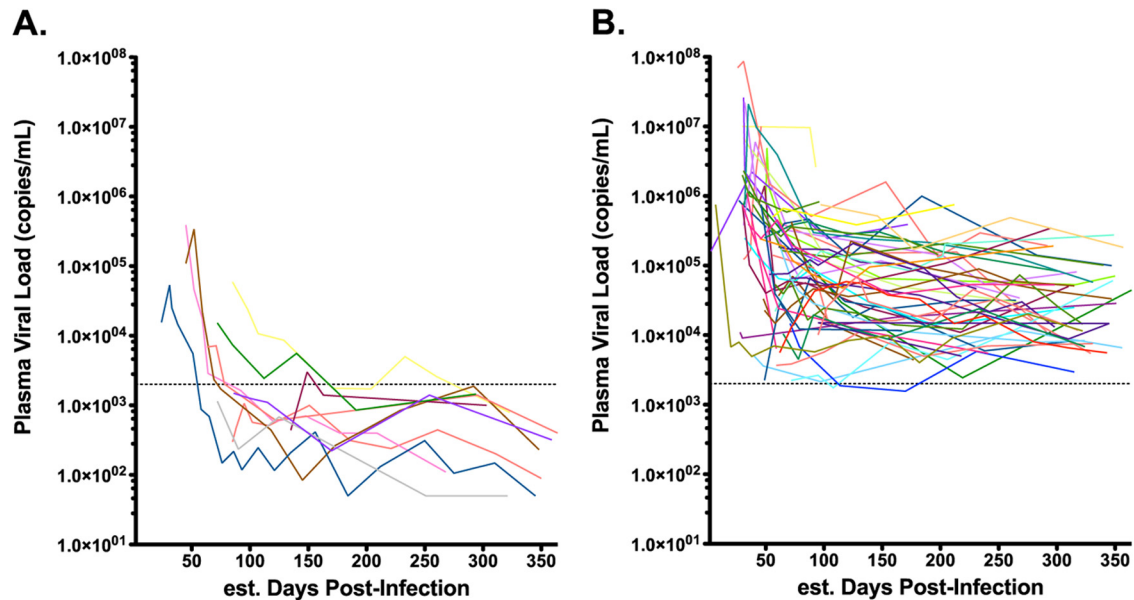 A.
1.0×10⁰⁸
1.0×10⁰⁷
1.0×10⁰⁶
1.0×10⁰⁵
1.0×10⁰⁴
1.0×10⁰³
1.0×10⁰²
1.0×10⁰¹
Plasma Viral Load (copies/mL)
50 100 150 200 250 300 350
est. Days Post-Infection
B.
1.0×10⁰⁸
1.0×10⁰⁷
1.0×10⁰⁶
1.0×10⁰⁵
1.0×10⁰⁴
1.0×10⁰³
1.0×10⁰²
1.0×10⁰¹
Plasma Viral Load (copies/mL)
50 100 150 200 250 300 350
est. Days Post-Infection